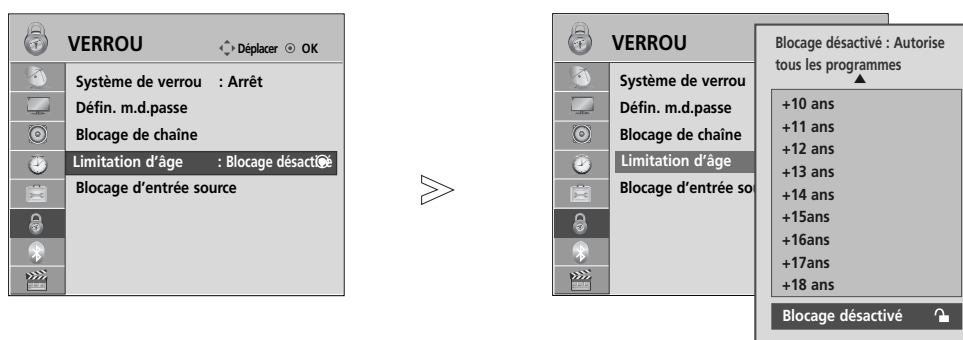 VERROU
Déplacer OK
Système de verrou : Arrêt
Défin. m.d.passe
Blocage de chaîne
Limitation d’âge : Blocage désactivé
Blocage d’entrée source
VERROU
Système de verrou
Défin. m.d.passe
Blocage de chaîne
Limitation d’âge
Blocage d’entrée sou
Blocage désactivé : Autorise
tous les programmes
+10 ans
+11 ans
+12 ans
+13 ans
+14 ans
+15ans
+16ans
+17ans
+18 ans
Blocage désactivé